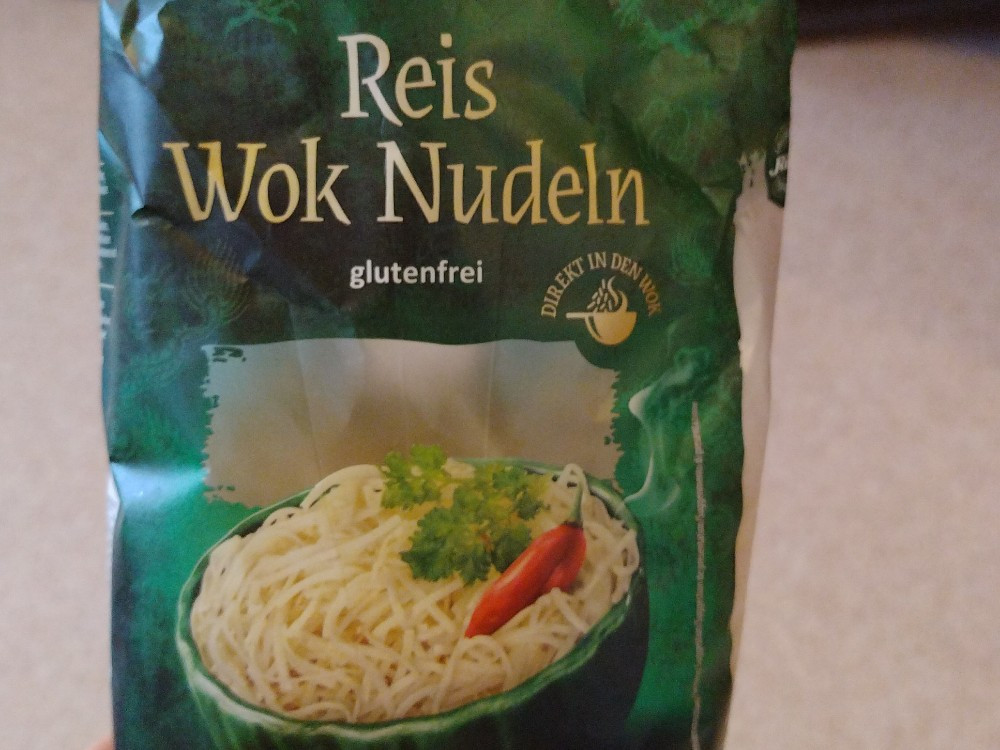 Reis
Wok Nudeln
glutenfrei
DIREKT IN DEN WOK